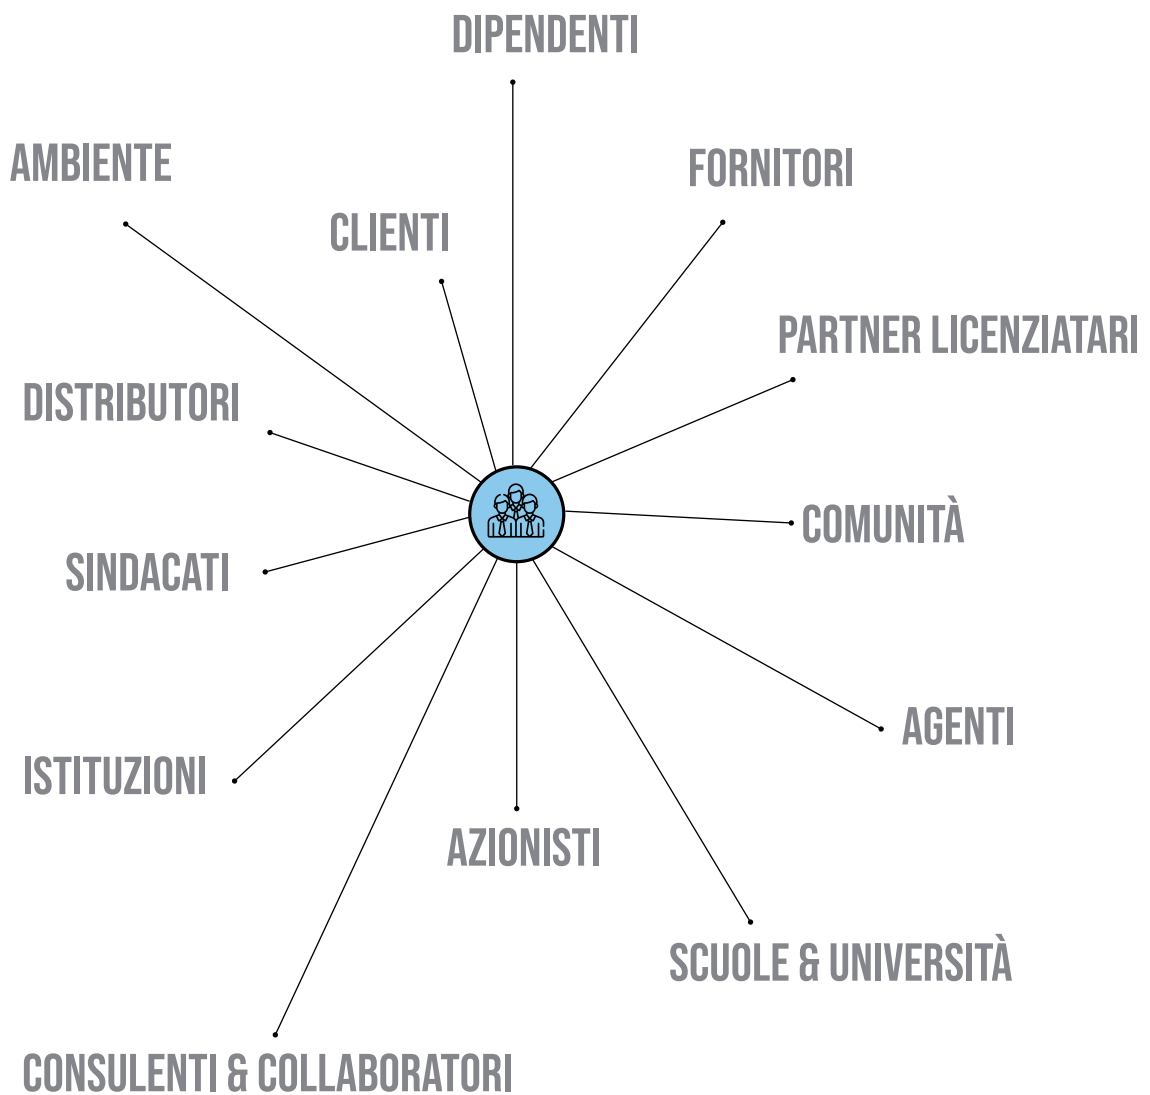 DIPENDENTI
AMBIENTE
FORNITORI
CLIENTI
PARTNER LICENZIATARI
DISTRIBUTORI
COMUNITÀ
SINDACATI
AGENTI
ISTITUZIONI
AZIONISTI
SCUOLE & UNIVERSITÀ
CONSULENTI & COLLABORATORI